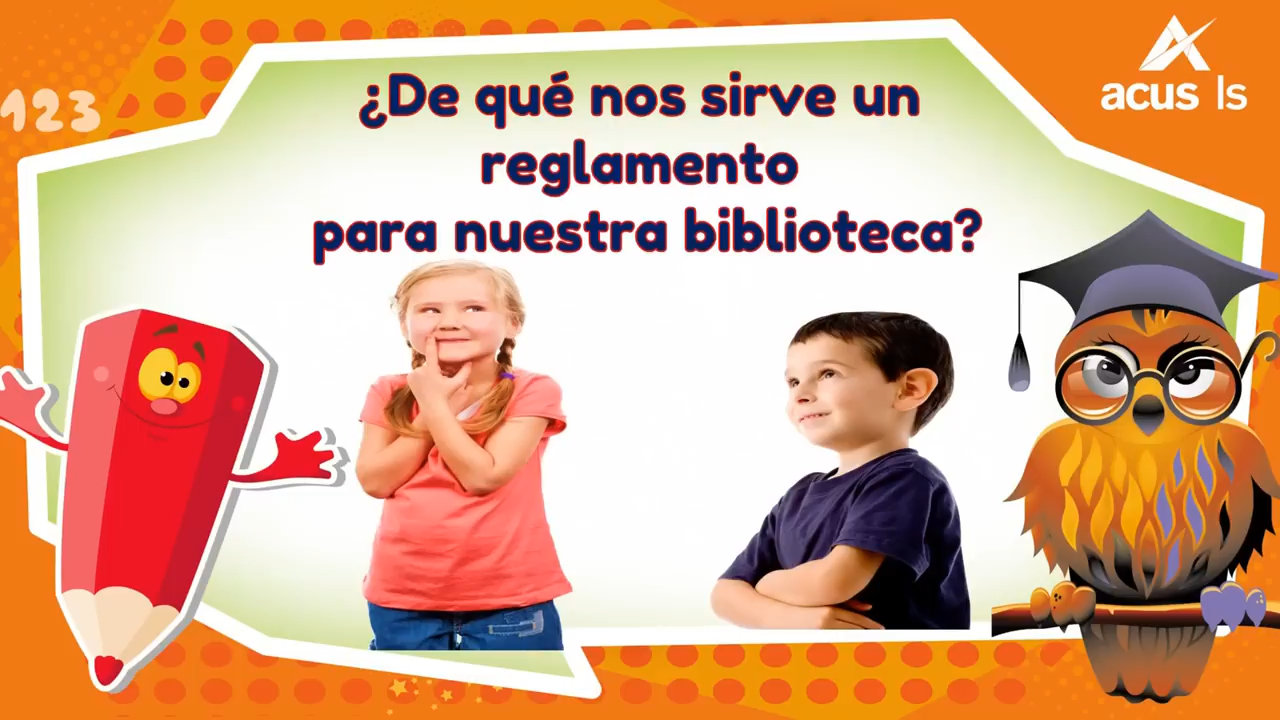 ¿De qué nos sirve un
reglamento
para nuestra biblioteca?
123
acus ls